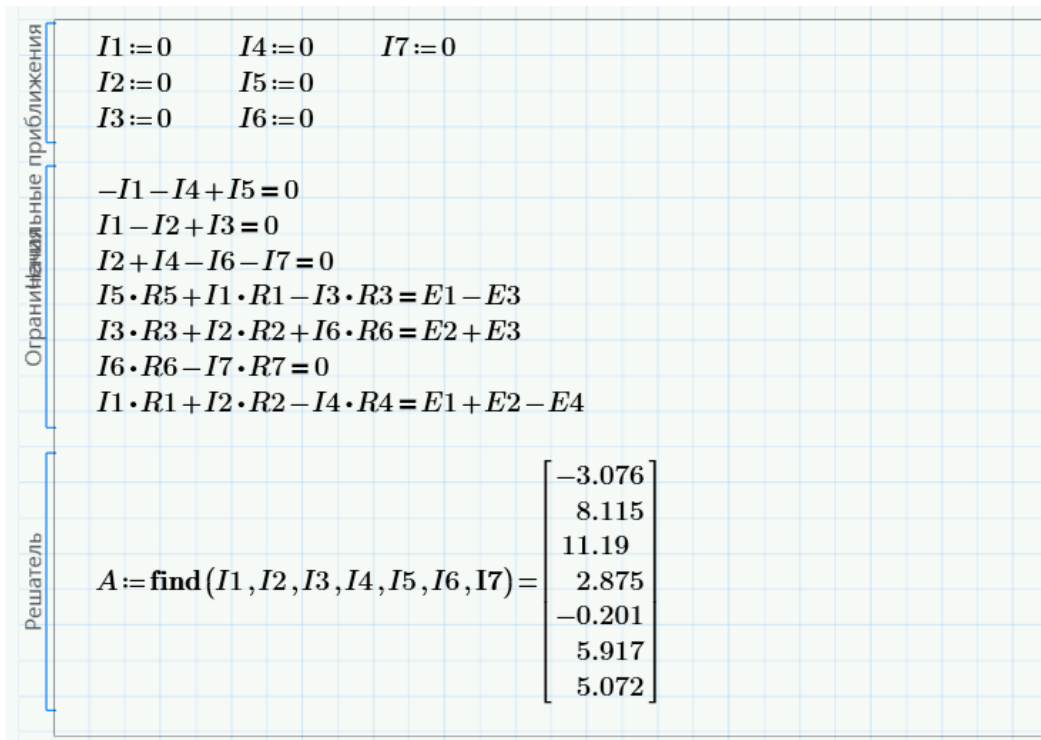 Начальные приближения
I1:=0 I4:=0 I7:=0
I2:=0 I5:=0
I3:=0 I6:=0
Ограничения
−I1−I4+I5=0
I1−I2+I3=0
I2+I4−I6−I7=0
I5•R5+I1•R1−I3•R3=E1−E3
I3•R3+I2•R2+I6•R6=E2+E3
I6•R6−I7•R7=0
I1•R1+I2•R2−I4•R4=E1+E2−E4
Решатель
A:=find(I1,I2,I3,I4,I5,I6,I7)=
−3.076
8.115
11.19
2.875
−0.201
5.917
5.072